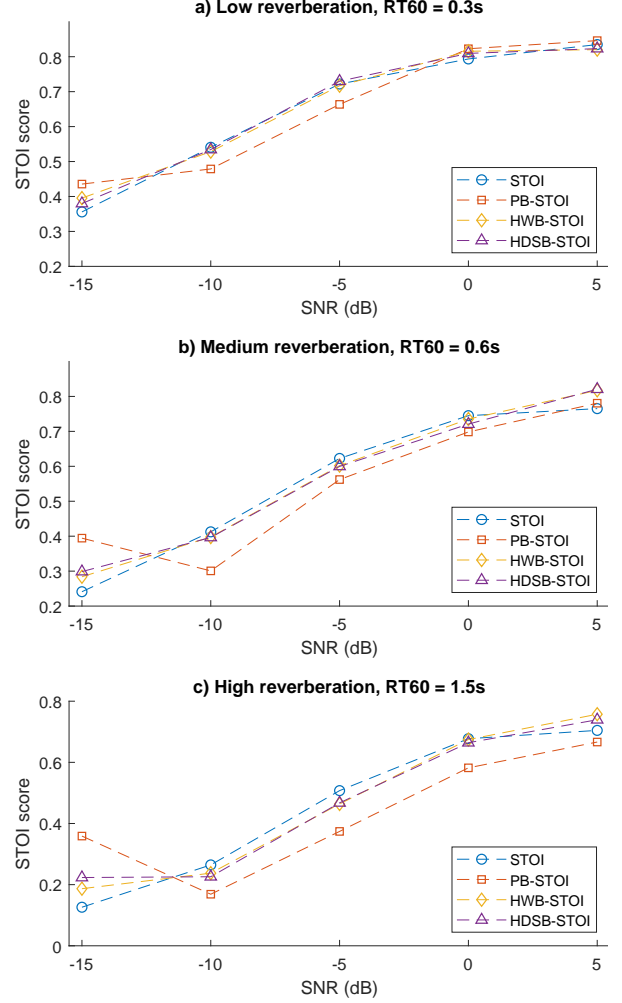 a) Low reverberation, RT60 = 0.3s
0.8
0.7
0.6
0.5
0.4
0.3
0.2
STOI score
-15 -10 -5 0 5
SNR (dB)
STOI
PB-STOI
HWB-STOI
HDSB-STOI
b) Medium reverberation, RT60 = 0.6s
0.8
0.7
0.6
0.5
0.4
0.3
0.2
STOI score
-15 -10 -5 0 5
SNR (dB)
STOI
PB-STOI
HWB-STOI
HDSB-STOI
c) High reverberation, RT60 = 1.5s
0.8
0.6
0.4
0.2
0
STOI score
-15 -10 -5 0 5
SNR (dB)
STOI
PB-STOI
HWB-STOI
HDSB-STOI